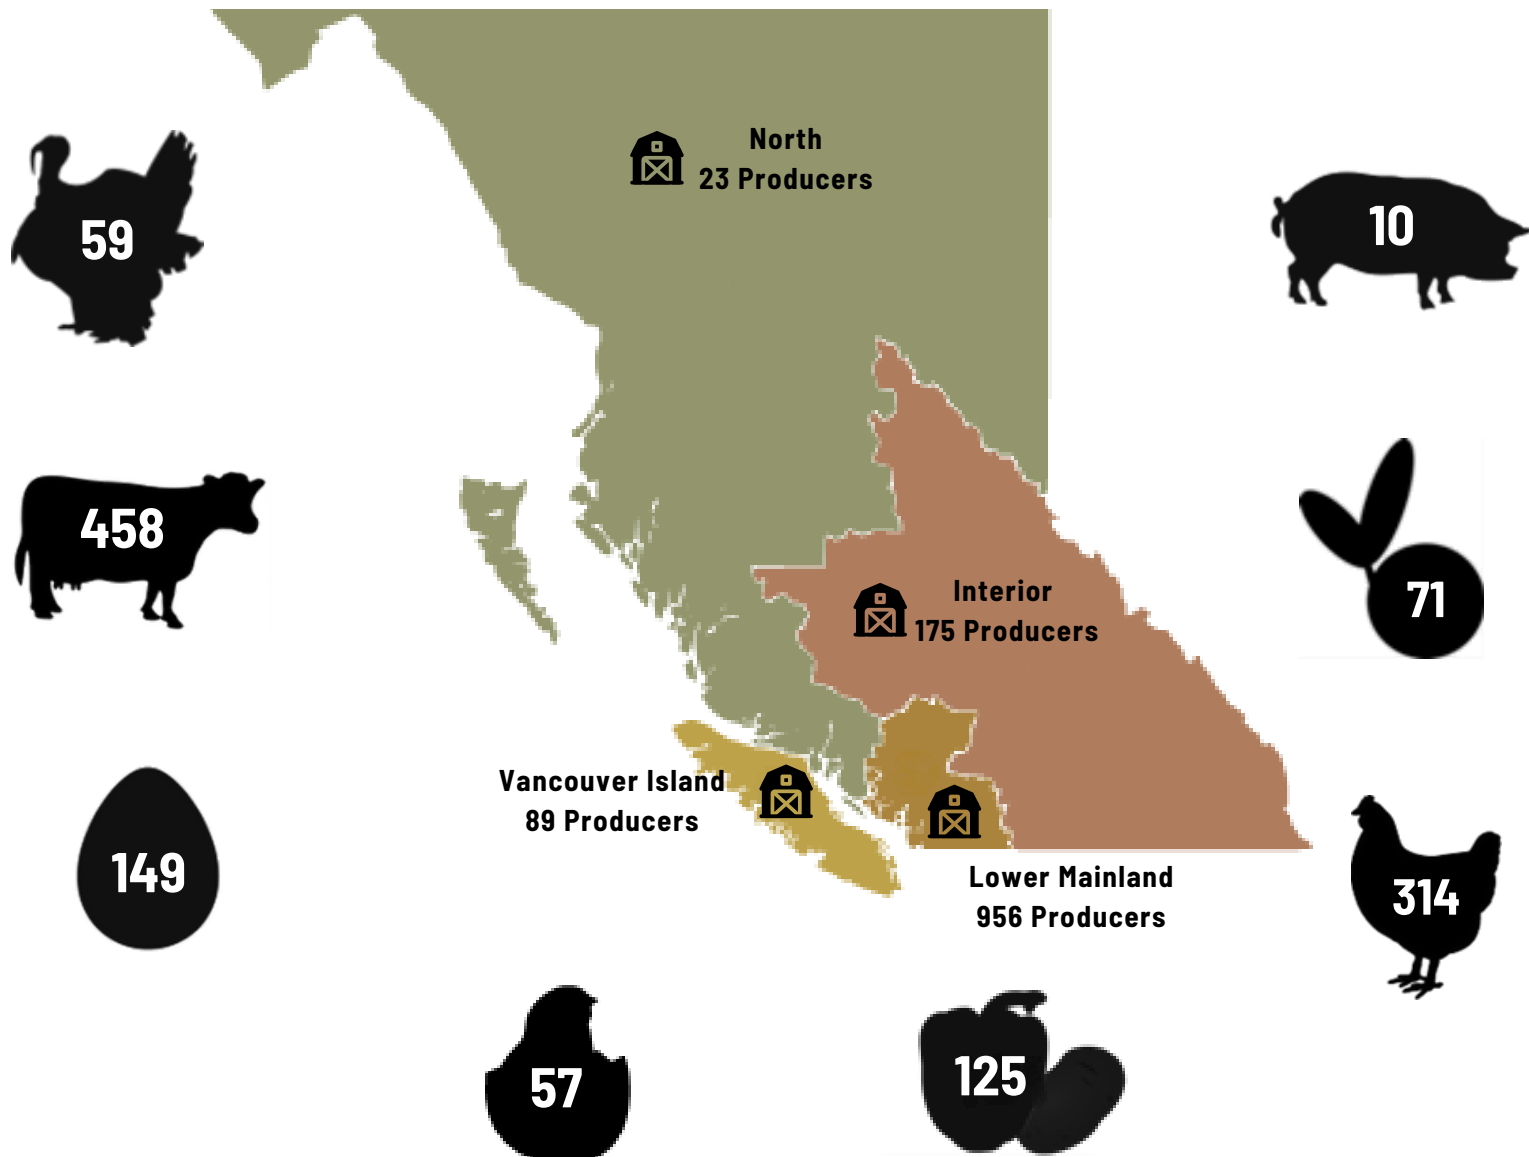 North
23 Producers
59
10
458
71
Interior
175 Producers
Vancouver Island
89 Producers
149
Lower Mainland
956 Producers
314
57
125